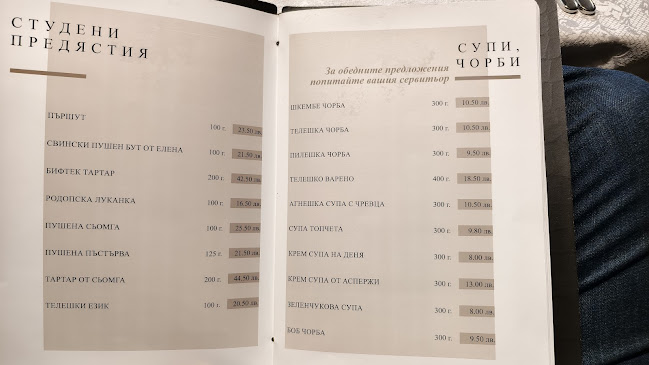 СТУДЕНИ
ПРЕДЯСТИЯ
ПЪРШУТ 100 г. 23.50 лв.
СВИНСКИ ПУШЕН БУТ ОТ ЕЛЕНА 100 г. 21.50 лв.
БИФТЕК ТАРТАР 200 г. 42.50 лв.
РОДОПСКА ЛУКАНКА 100 г. 16.50 лв.
ПУШЕНА СЬОМГА 100 г. 25.50 лв.
ПУШЕНА ПЪСТЪРВА 125 г. 21.50 лв.
ТАРТАР ОТ СЬОМГА 200 г. 44.50 лв.
ТЕЛЕШКИ ЕЗИК 100 г. 20.50 лв.
СУПИ,
ЧОРБИ
За обедните предложения
попитайте вашия сервитьор
ШКЕМБЕ ЧОРБА 300 г. 10.50 лв.
ТЕЛЕШКА ЧОРБА 300 г. 10.50 лв.
ПИЛЕШКА ЧОРБА 300 г. 9.50 лв.
ТЕЛЕШКО ВАРЕНО 400 г. 18.50 лв.
АГНЕШКА СУПА С ЧРЕВЦА 300 г. 10.50 лв.
СУПА ТОПЧЕТА 300 г. 9.80 лв.
КРЕМ СУПА НА ДЕНЯ 300 г. 8.00 лв.
КРЕМ СУПА ОТ АСПЕРЖИ 300 г. 13.00 лв.
ЗЕЛЕНЧУКОВА СУПА 300 г. 8.00 лв.
БОБ ЧОРБА 300 г. 9.50 лв.